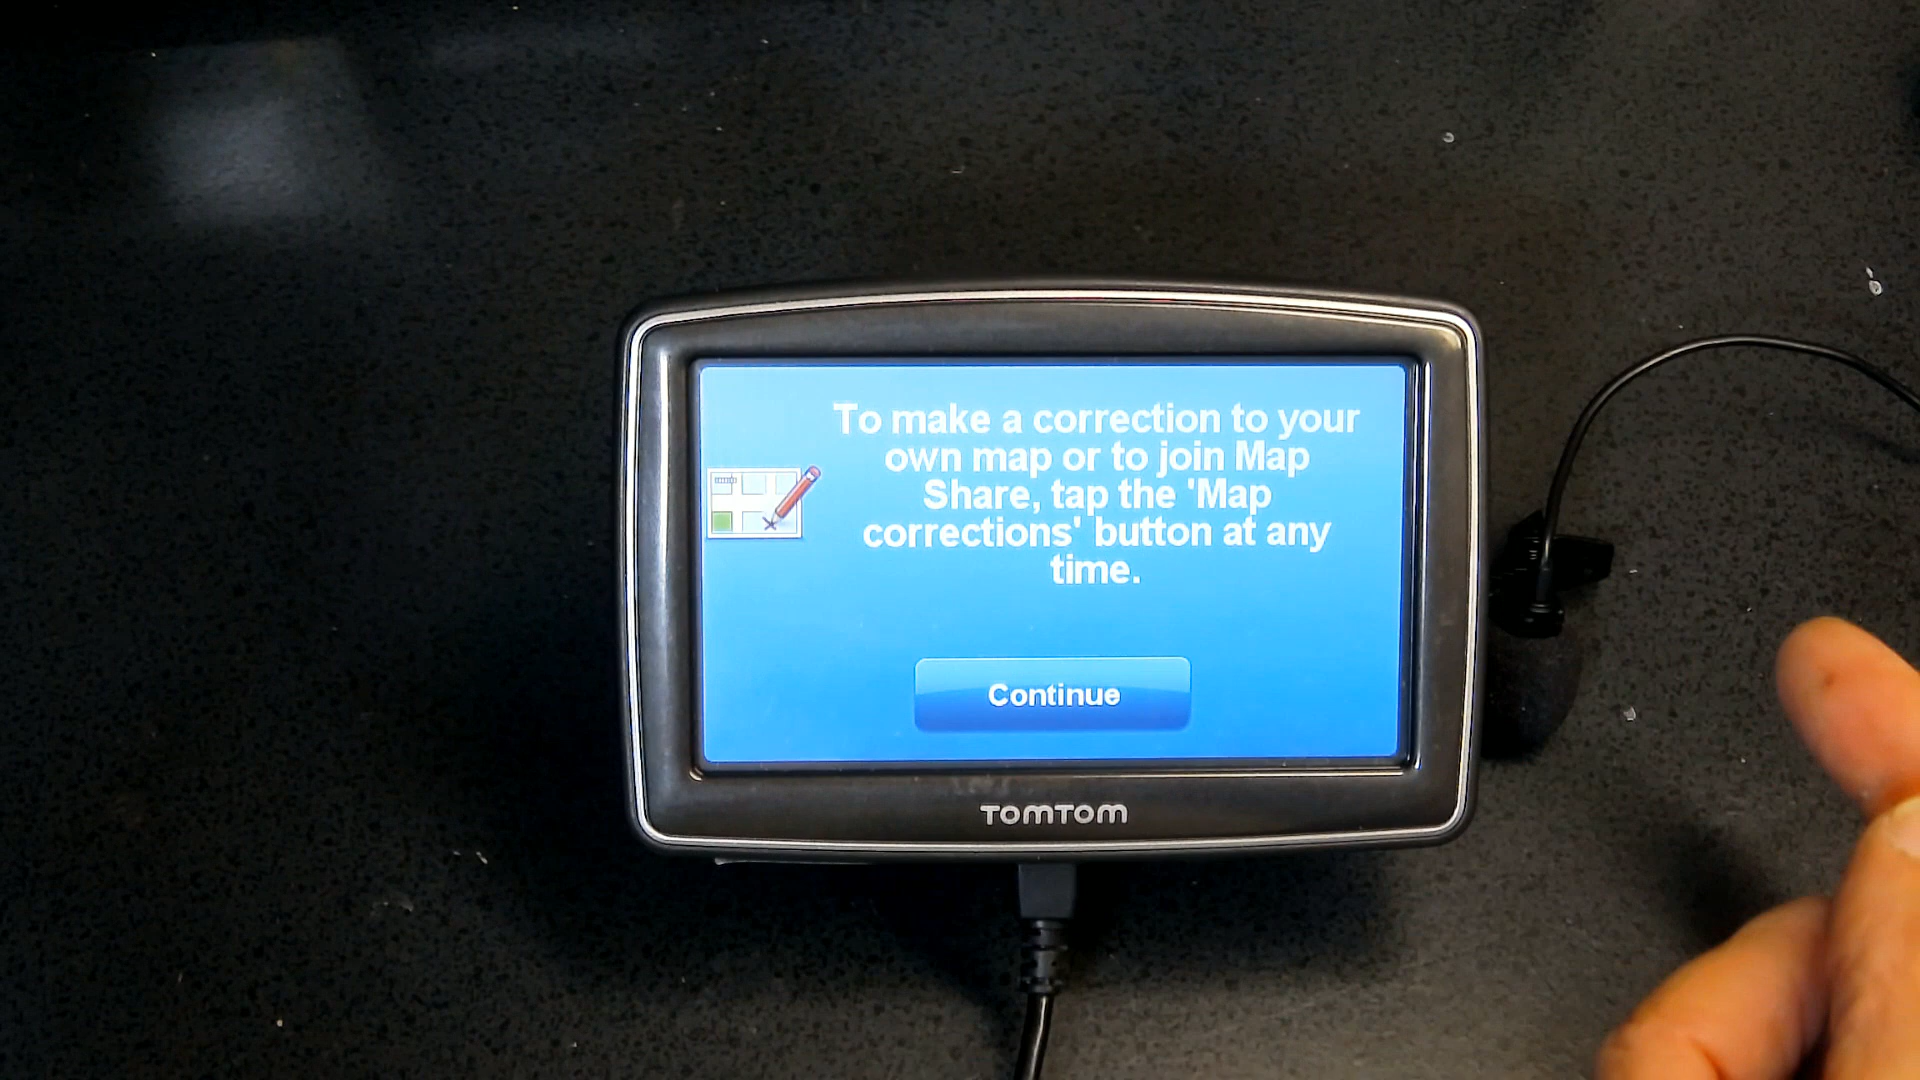 To make a correction to your
own map or to join Map
Share, tap the 'Map
corrections' button at any
time.
Continue
TOMTOM